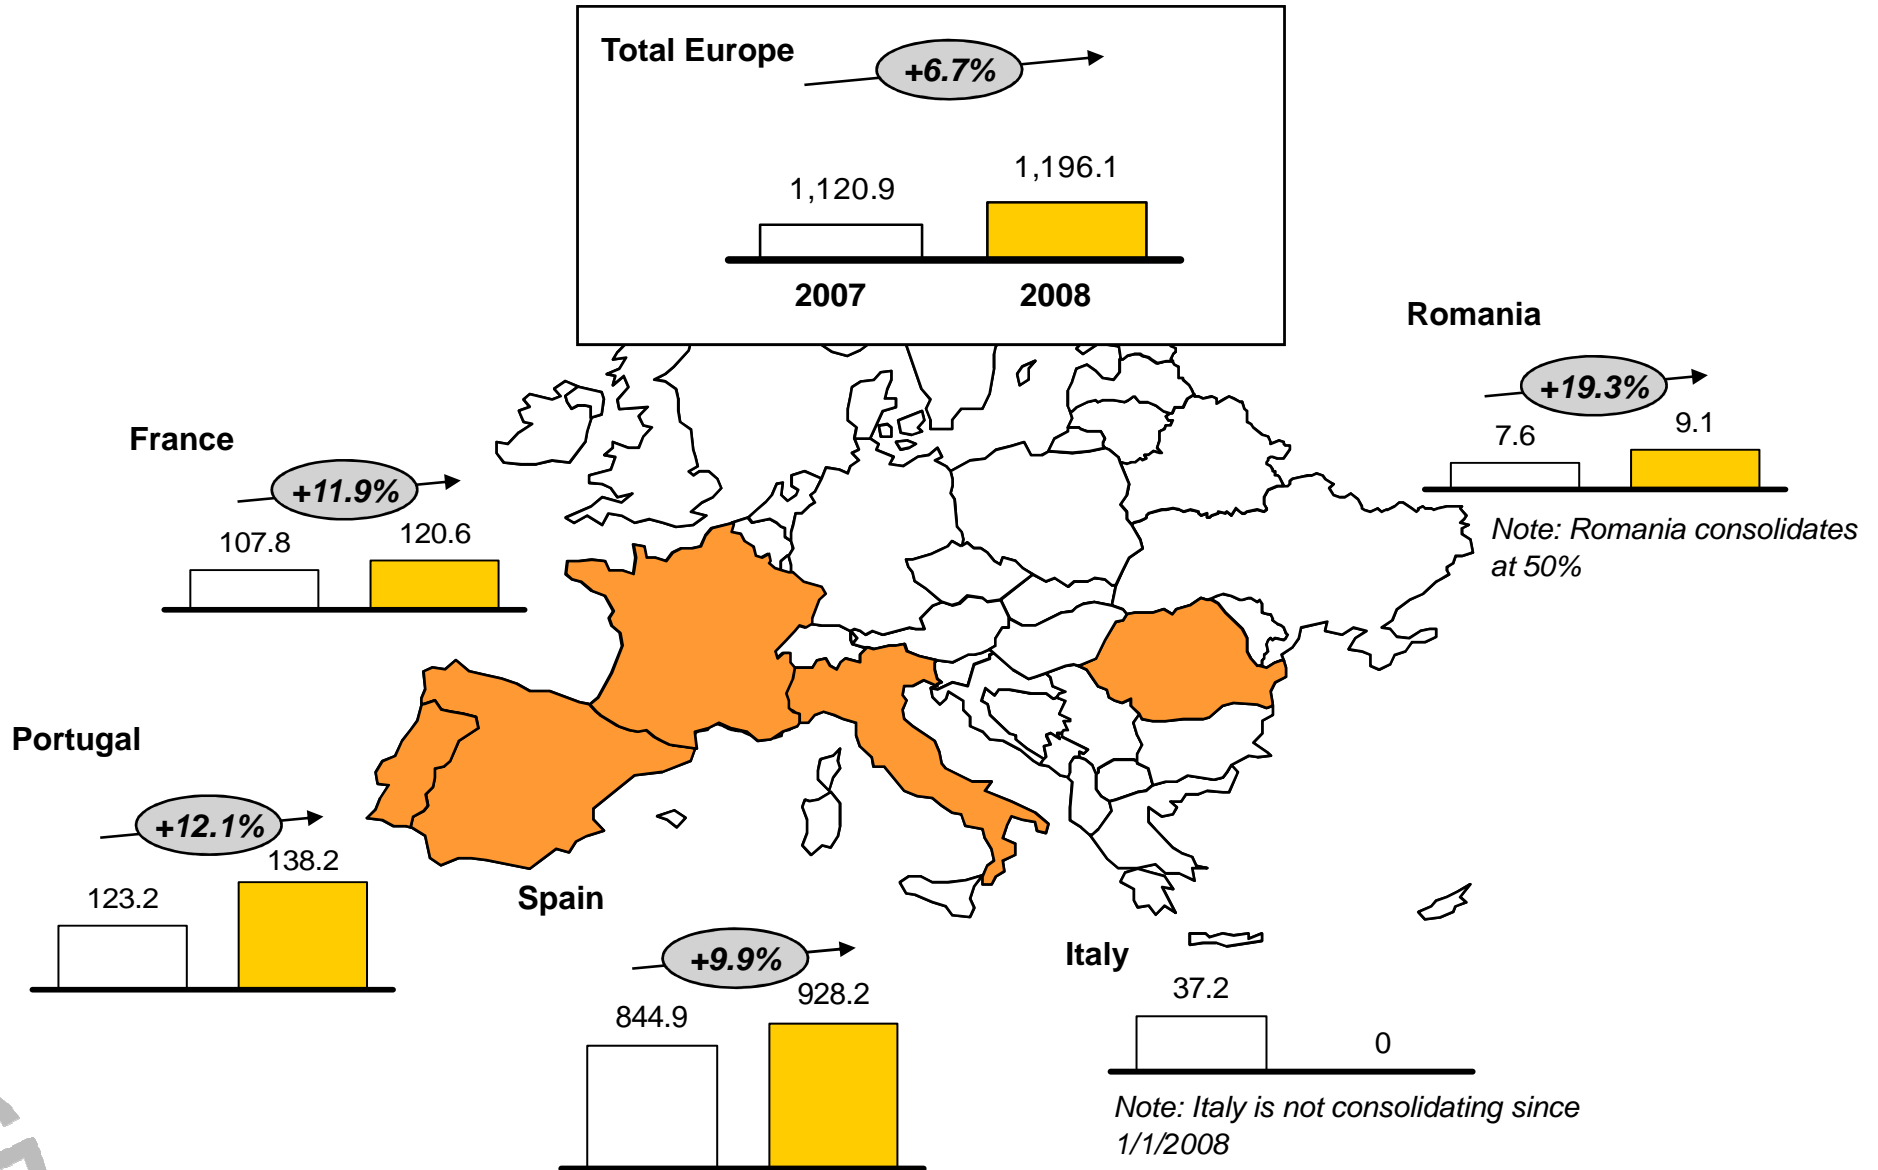 Total Europe
+6.7%
1,120.9
1,196.1
2007
2008
Romania
+19.3%
7.6
9.1
Note: Romania consolidates
at 50%
France
+11.9%
107.8
120.6
Portugal
+12.1%
123.2
138.2
Spain
+9.9%
844.9
928.2
Italy
37.2
0
Note: Italy is not consolidating since
1/1/2008